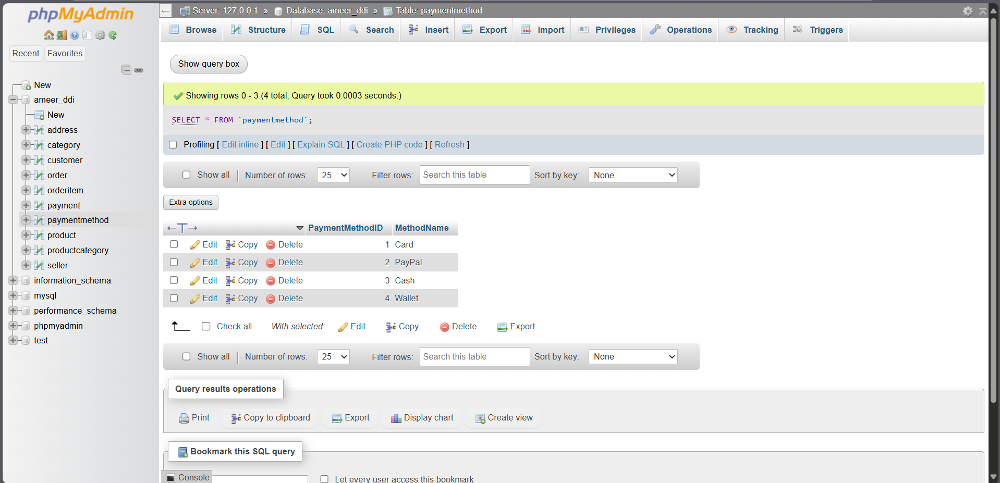 phpMyAdmin
Recent Favorites
New
ameer_ddi
New
address
category
customer
order
orderitem
payment
paymentmethod
product
productcategory
seller
information_schema
mysql
performance_schema
phpmyadmin
test
← Server: 127.0.0.1 » Database: ameer_ddi » Table: paymentmethod
Browse Structure SQL Search Insert Export Import Privileges Operations Tracking Triggers
Show query box
Showing rows 0 - 3 (4 total, Query took 0.0003 seconds.)
SELECT * FROM `paymentmethod`;
Profiling [ Edit inline ] [ Edit ] [ Explain SQL ] [ Create PHP code ] [ Refresh ]
Show all Number of rows: 25 Filter rows: Search this table Sort by key: None
Extra options
←T→ PaymentMethodID MethodName
Edit Copy Delete 1 Card
Edit Copy Delete 2 PayPal
Edit Copy Delete 3 Cash
Edit Copy Delete 4 Wallet
Check all With selected: Edit Copy Delete Export
Show all Number of rows: 25 Filter rows: Search this table Sort by key: None
Query results operations
Print Copy to clipboard Export Display chart Create view
Bookmark this SQL query
Console
Let every user access this bookmark